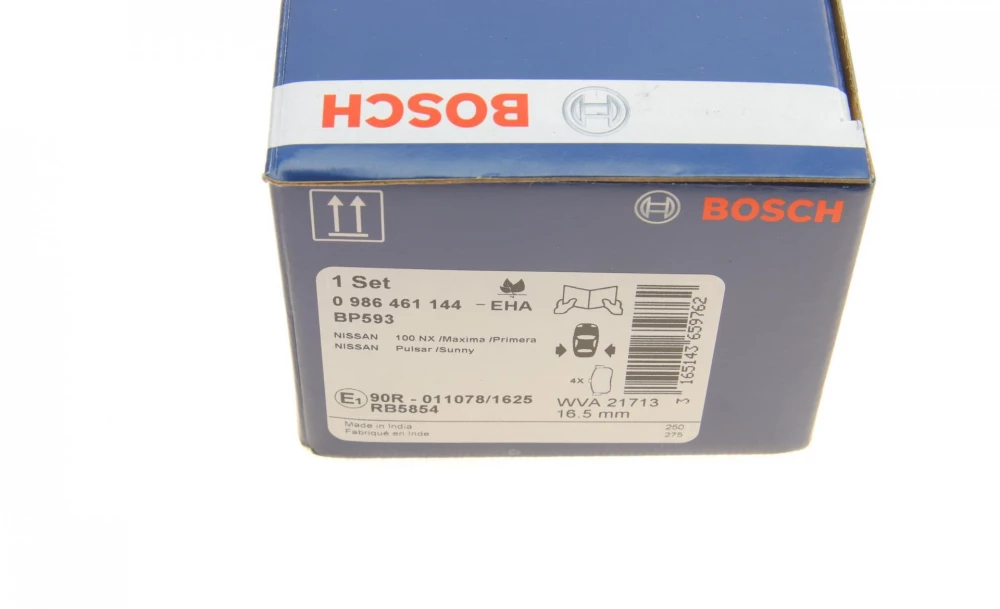 BOSCH
BOSCH
1 Set
0 986 461 144 - EHA
BP593
NISSAN 100 NX /Maxima /Primera
NISSAN Pulsar /Sunny
4X
3 165143 659762
E1 90R - 011078/1625
RB5854
WVA 21713
16.5 mm
Made in India
Fabriqué en Inde
250
275